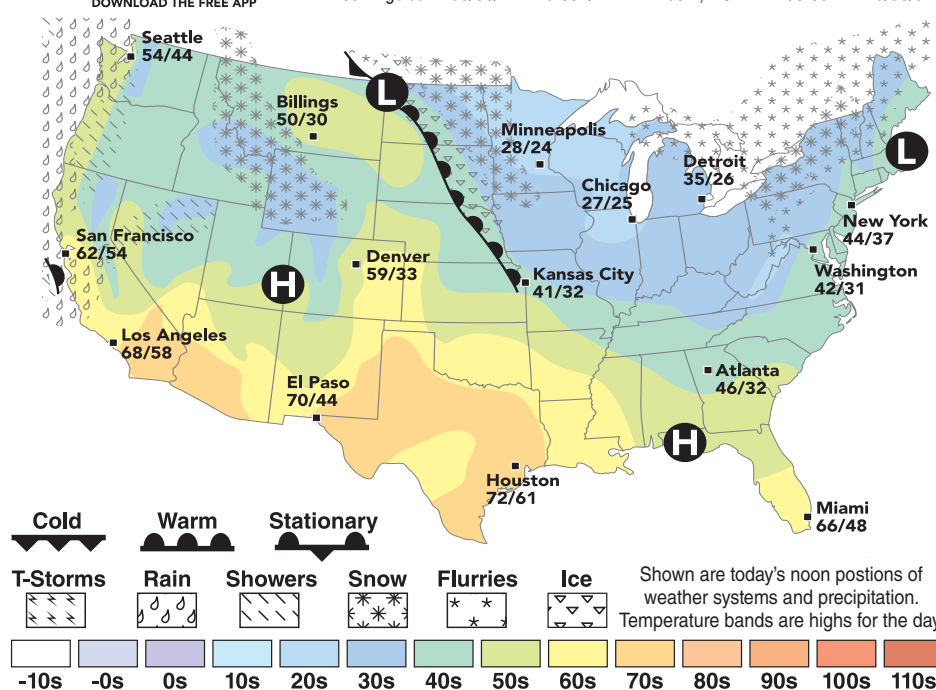 DOWNLOAD THE FREE APP
Seattle
54/44
Billings
50/30
L
Minneapolis
28/24
Detroit
35/26
L
Chicago
27/25
New York
44/37
San Francisco
62/54
Denver
59/33
Washington
42/31
H
Kansas City
41/32
Los Angeles
68/58
Atlanta
46/32
El Paso
70/44
H
Houston
72/61
Miami
66/48
Cold
Warm
Stationary
T-Storms
Rain
Showers
Snow
Flurries
Ice
Shown are today's noon postions of
weather systems and precipitation.
Temperature bands are highs for the day
-10s
-0s
0s
10s
20s
30s
40s
50s
60s
70s
80s
90s
100s
110s